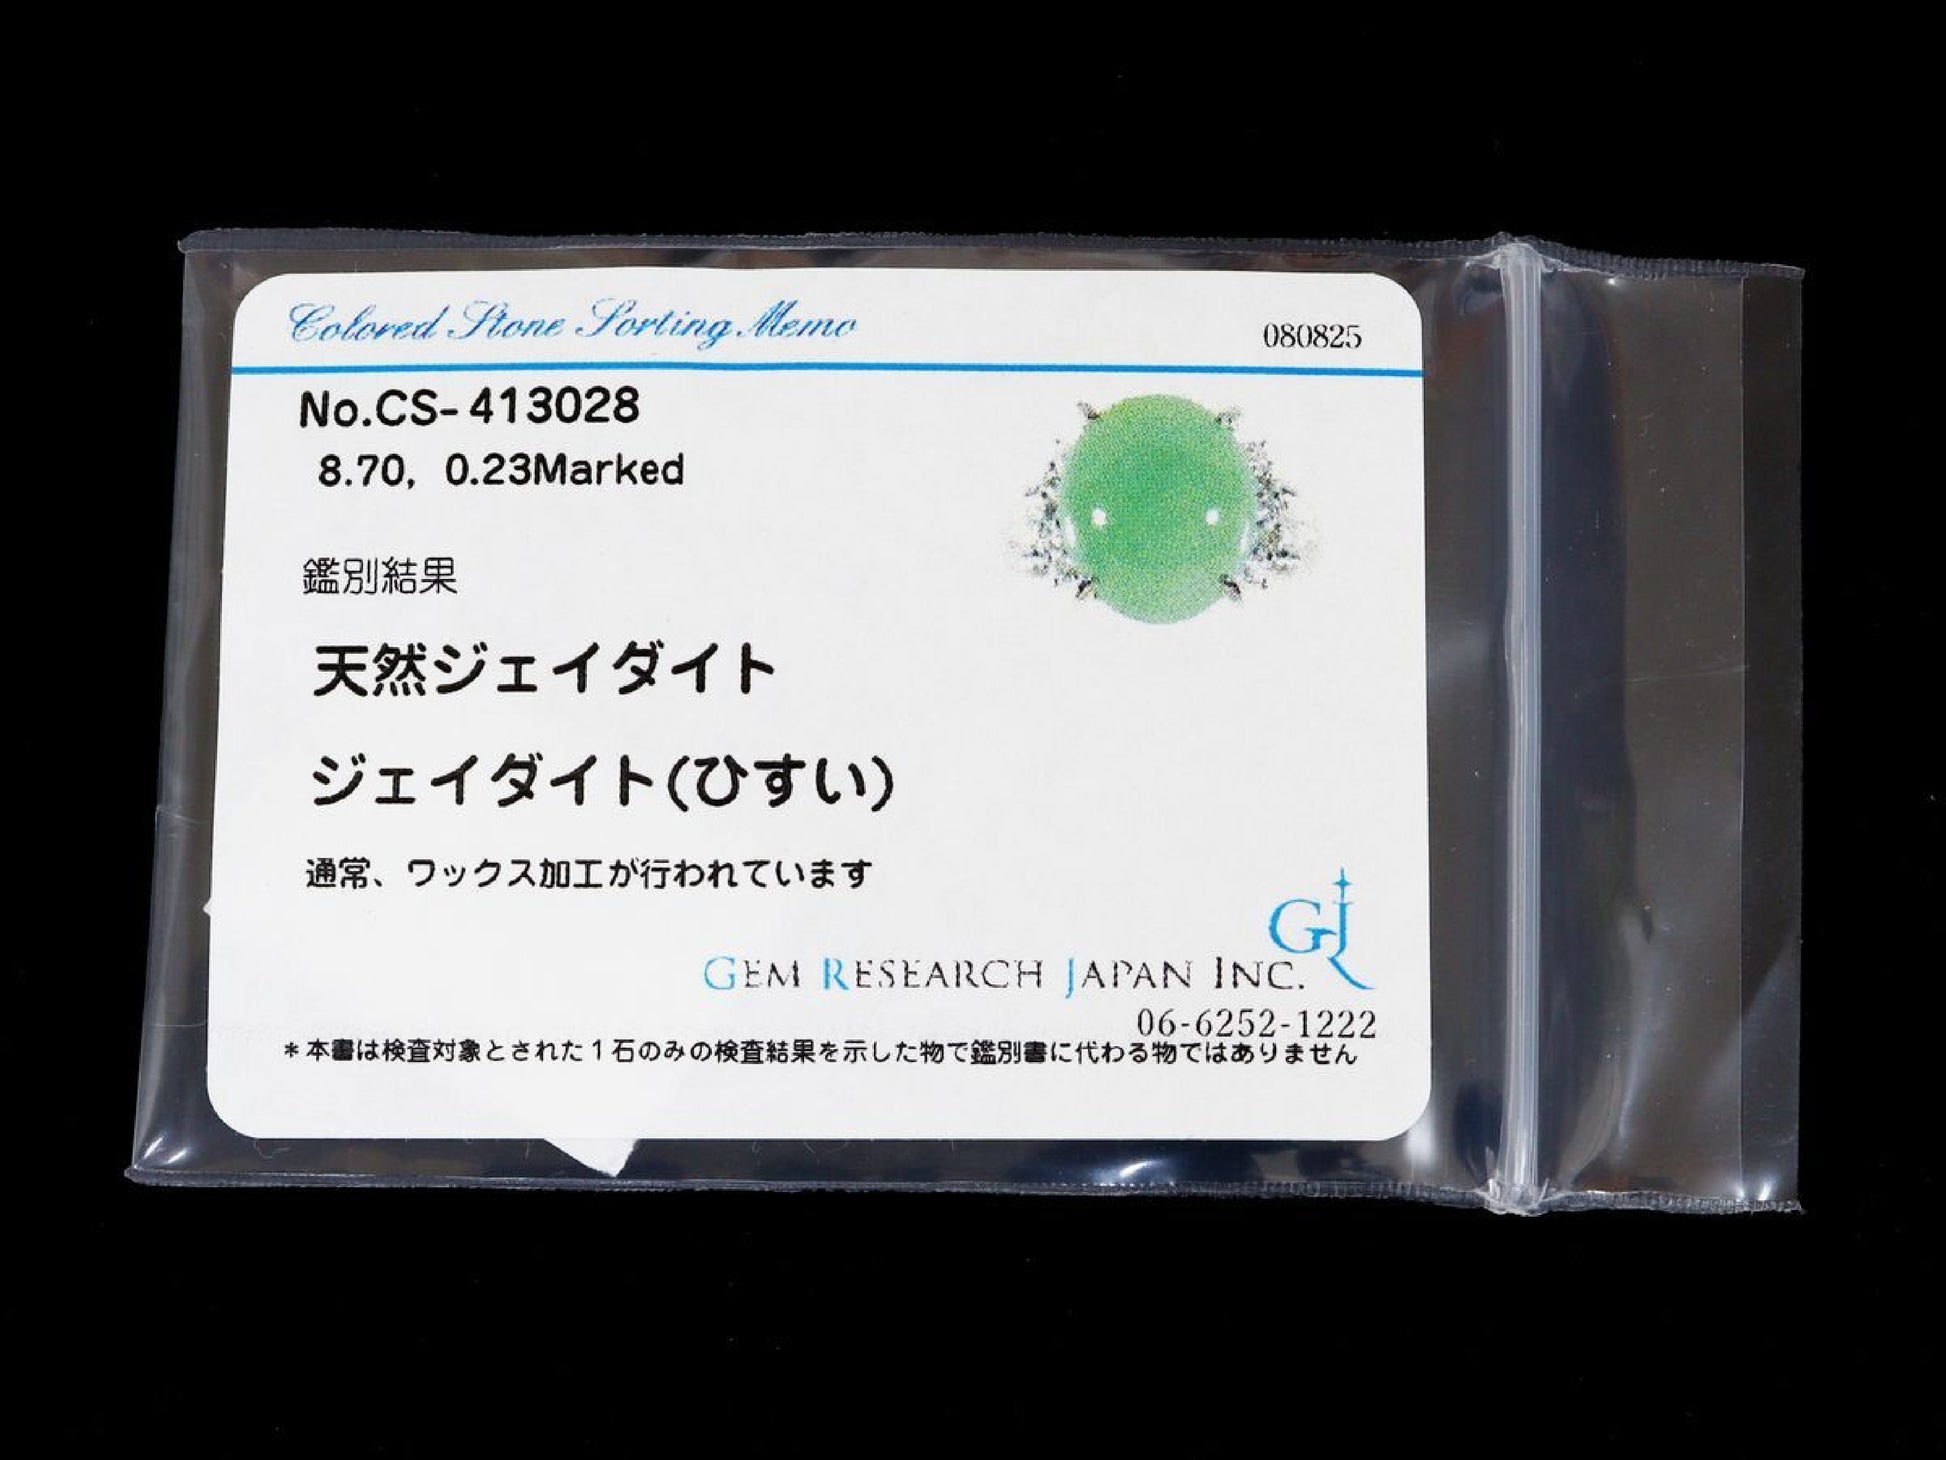 Colored Stone Sorting Memo
080825
No.CS-413028
8.70, 0.23Marked
鑑別結果
天然ジェイダイト
ジェイダイト(ひすい)
通常、ワックス加工が行われています
GJ
GEM RESEARCH JAPAN INC.
06-6252-1222
*本書は検査対象とされた1石のみの検査結果を示した物で鑑別書に代わる物ではありません